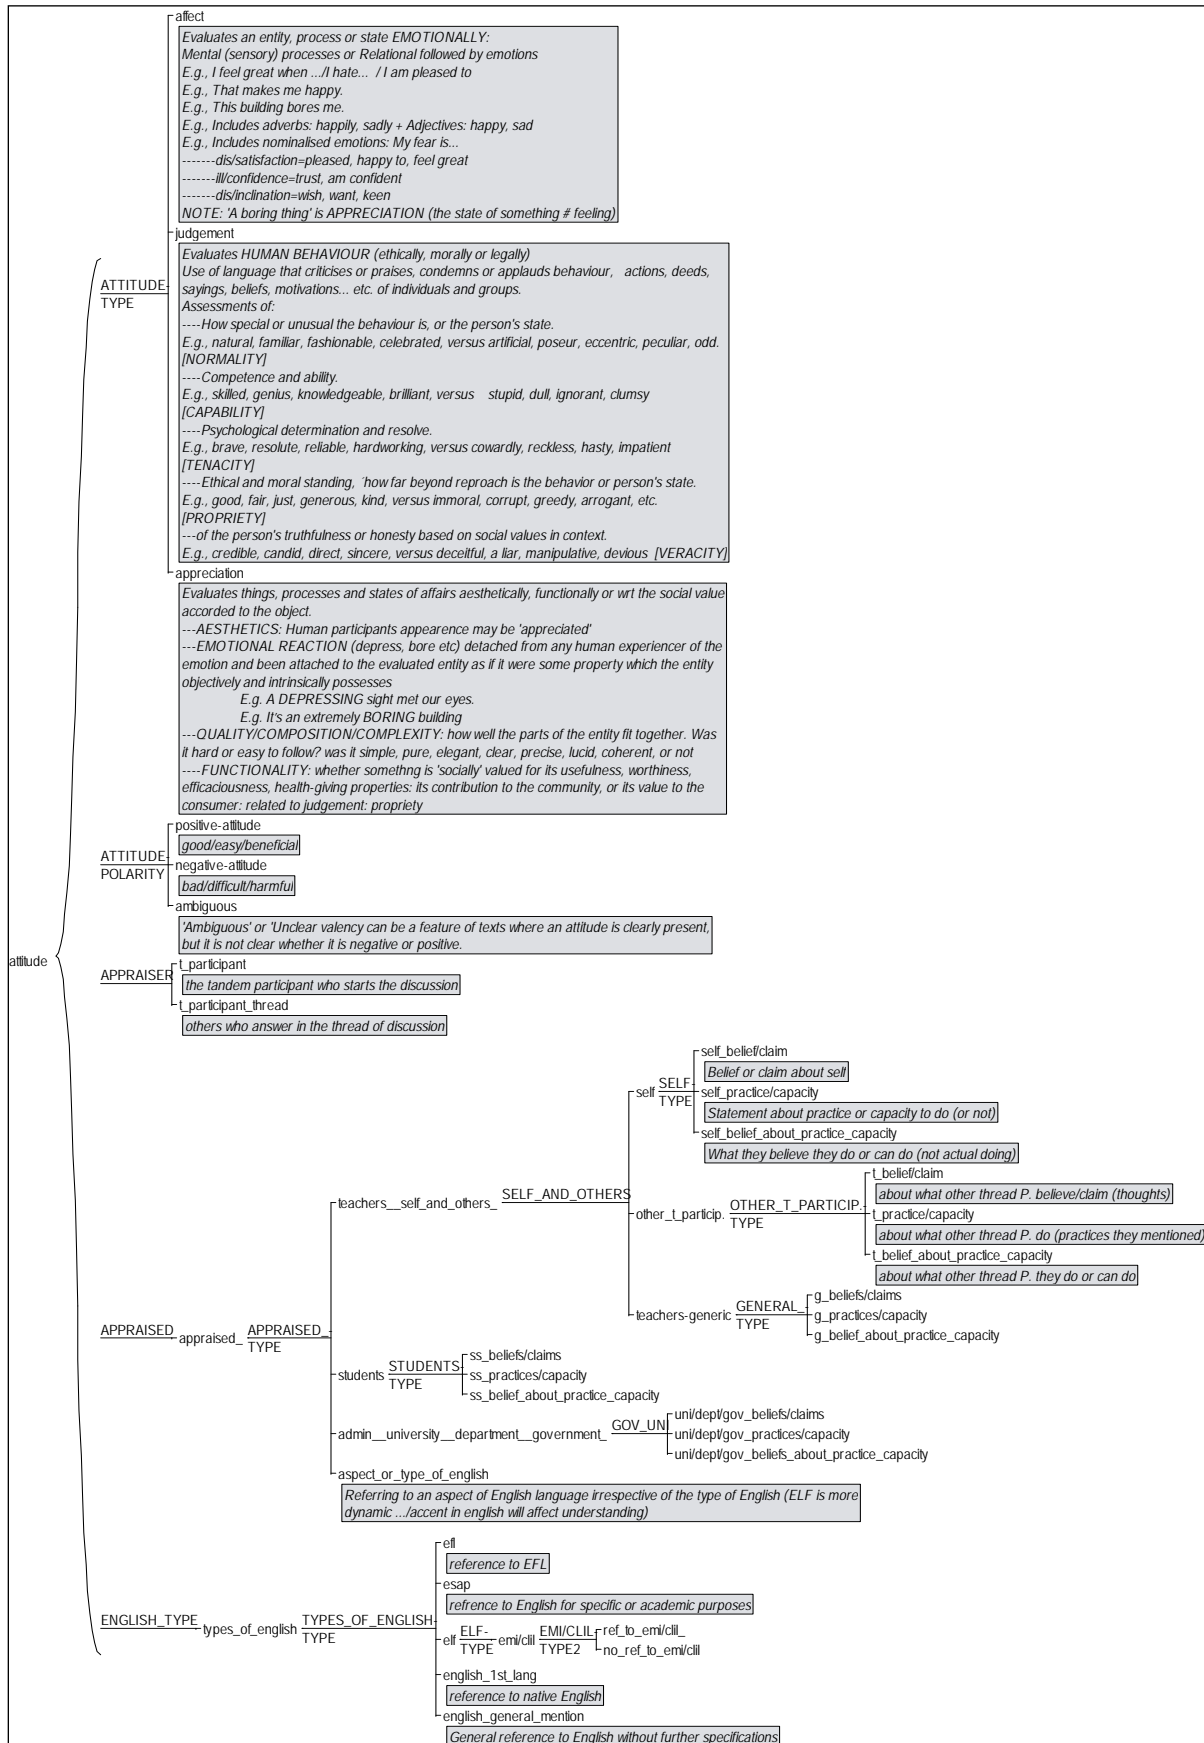 affect
Evaluates an entity, process or state EMOTIONALLY:
Mental (sensory) processes or Relational followed by emotions
E.g., I feel great when .../I hate... / I am pleased to
E.g., That makes me happy.
E.g., This building bores me.
E.g., Includes adverbs: happily, sadly + Adjectives: happy, sad
E.g., Includes nominalised emotions: My fear is...
-------dis/satisfaction=pleased, happy to, feel great
-------ill/confidence=trust, am confident
-------dis/inclination=wish, want, keen
NOTE: 'A boring thing' is APPRECIATION (the state of something # feeling)
judgement
ATTITUDE-
TYPE
Evaluates HUMAN BEHAVIOUR (ethically, morally or legally)
Use of language that criticises or praises, condemns or applauds behaviour, actions, deeds,
sayings, beliefs, motivations... etc. of individuals and groups.
Assessments of:
----How special or unusual the behaviour is, or the person's state.
E.g., natural, familiar, fashionable, celebrated, versus artificial, poseur, eccentric, peculiar, odd.
[NORMALITY]
----Competence and ability.
E.g., skilled, genius, knowledgeable, brilliant, versus stupid, dull, ignorant, clumsy
[CAPABILITY]
----Psychological determination and resolve.
E.g., brave, resolute, reliable, hardworking, versus cowardly, reckless, hasty, impatient
[TENACITY]
----Ethical and moral standing, ´how far beyond reproach is the behavior or person's state.
E.g., good, fair, just, generous, kind, versus immoral, corrupt, greedy, arrogant, etc.
[PROPRIETY]
---of the person's truthfulness or honesty based on social values in context.
E.g., credible, candid, direct, sincere, versus deceitful, a liar, manipulative, devious [VERACITY]
appreciation
Evaluates things, processes and states of affairs aesthetically, functionally or wrt the social value
accorded to the object.
---AESTHETICS: Human participants appearence may be 'appreciated'
---EMOTIONAL REACTION (depress, bore etc) detached from any human experiencer of the
emotion and been attached to the evaluated entity as if it were some property which the entity
objectively and intrinsically possesses
E.g. A DEPRESSING sight met our eyes.
E.g. It's an extremely BORING building
---QUALITY/COMPOSITION/COMPLEXITY: how well the parts of the entity fit together. Was
it hard or easy to follow? was it simple, pure, elegant, clear, precise, lucid, coherent, or not
----FUNCTIONALITY: whether somethng is 'socially' valued for its usefulness, worthiness,
efficaciousness, health-giving properties: its contribution to the community, or its value to the
consumer: related to judgement: propriety
ATTITUDE-
POLARITY
positive-attitude
good/easy/beneficial
negative-attitude
bad/difficult/harmful
ambiguous
'Ambiguous' or 'Unclear valency can be a feature of texts where an attitude is clearly present,
but it is not clear whether it is negative or positive.
attitude
APPRAISER
t_participant
the tandem participant who starts the discussion
t_participant_thread
others who answer in the thread of discussion
APPRAISED appraised_ APPRAISED_-
TYPE
teachers__self_and_others_ SELF_AND_OTHERS
self SELF-
TYPE
self_belief/claim
Belief or claim about self
self_practice/capacity
Statement about practice or capacity to do (or not)
self_belief_about_practice_capacity
What they believe they do or can do (not actual doing)
other_t_particip. OTHER_T_PARTICIP.-
TYPE
t_belief/claim
about what other thread P. believe/claim (thoughts)
t_practice/capacity
about what other thread P. do (practices they mentioned)
t_belief_about_practice_capacity
about what other thread P. they do or can do
teachers-generic GENERAL_-
TYPE
g_beliefs/claims
g_practices/capacity
g_belief_about_practice_capacity
students STUDENTS-
TYPE
ss_beliefs/claims
ss_practices/capacity
ss_belief_about_practice_capacity
admin__university__department__government_ GOV_UNI
uni/dept/gov_beliefs/claims
uni/dept/gov_practices/capacity
uni/dept/gov_beliefs_about_practice_capacity
aspect_or_type_of_english
Referring to an aspect of English language irrespective of the type of English (ELF is more
dynamic .../accent in english will affect understanding)
ENGLISH_TYPE types_of_english TYPES_OF_ENGLISH-
TYPE
efl
reference to EFL
esap
refrence to English for specific or academic purposes
elf ELF-
TYPE
emi/clil EMI/CLIL-
TYPE2
ref_to_emi/clil_
no_ref_to_emi/clil
english_1st_lang
reference to native English
english_general_mention
General reference to English without further specifications